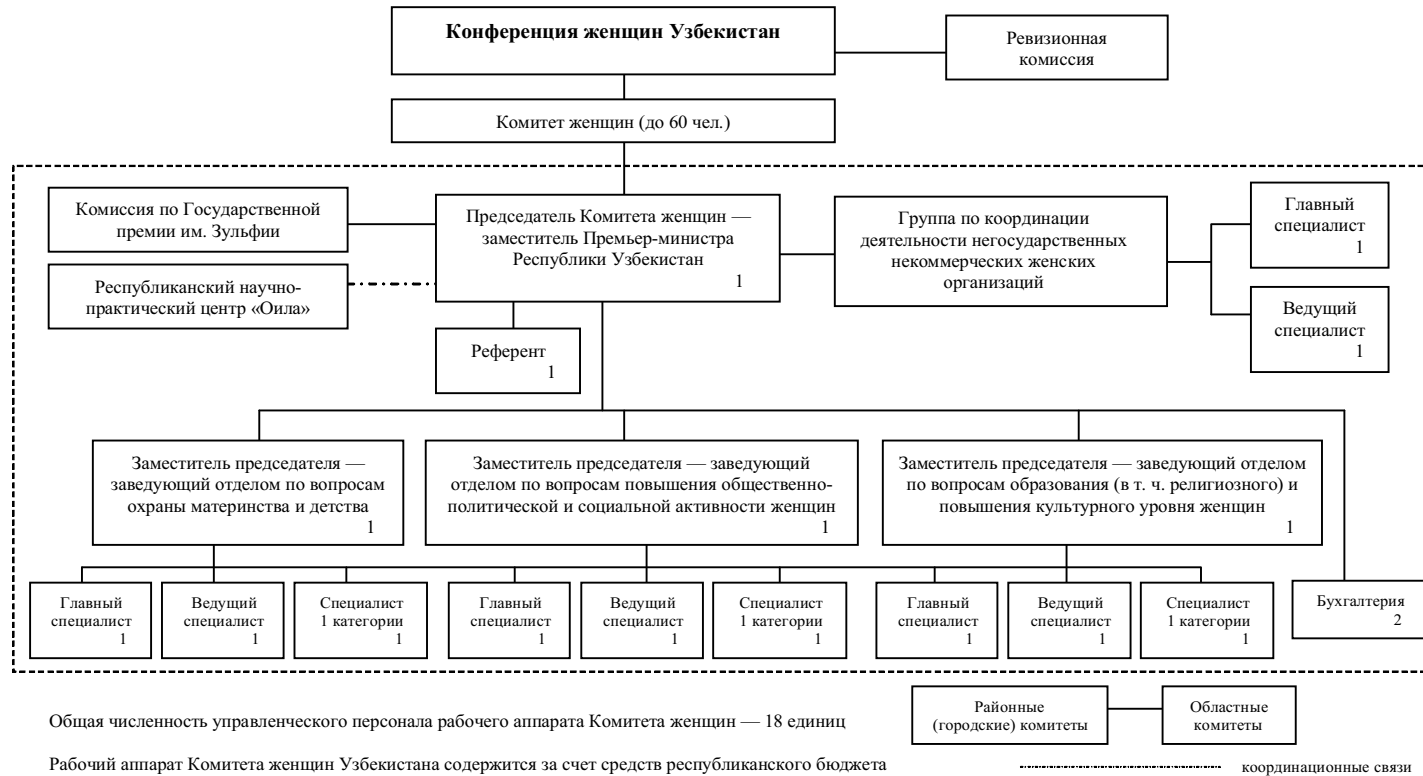 Конференция женщин Узбекистан
Ревизионная
комиссия
Комитет женщин (до 60 чел.)
Комиссия по Государственной
премии им. Зульфии
Председатель Комитета женщин —
заместитель Премьер-министра
Республики Узбекистан
1
Группа по координации
деятельности негосударственных
некоммерческих женских
организаций
Главный
специалист
1
Республиканский научно-
практический центр «Оила»
Ведущий
специалист
1
Референт
1
Заместитель председателя —
заведующий отделом по вопросам
охраны материнства и детства
1
Заместитель председателя — заведующий
отделом по вопросам повышения общественно-
политической и социальной активности женщин
1
Заместитель председателя — заведующий отделом
по вопросам образования (в т. ч. религиозного) и
повышения культурного уровня женщин
1
Главный
специалист
1
Ведущий
специалист
1
Специалист
1 категории
1
Главный
специалист
1
Ведущий
специалист
1
Специалист
1 категории
1
Главный
специалист
1
Ведущий
специалист
1
Специалист
1 категории
1
Бухгалтерия
2
Общая численность управленческого персонала рабочего аппарата Комитета женщин — 18 единиц
Районные
(городские) комитеты
Областные
комитеты
Рабочий аппарат Комитета женщин Узбекистана содержится за счет средств республиканского бюджета
координационные связи